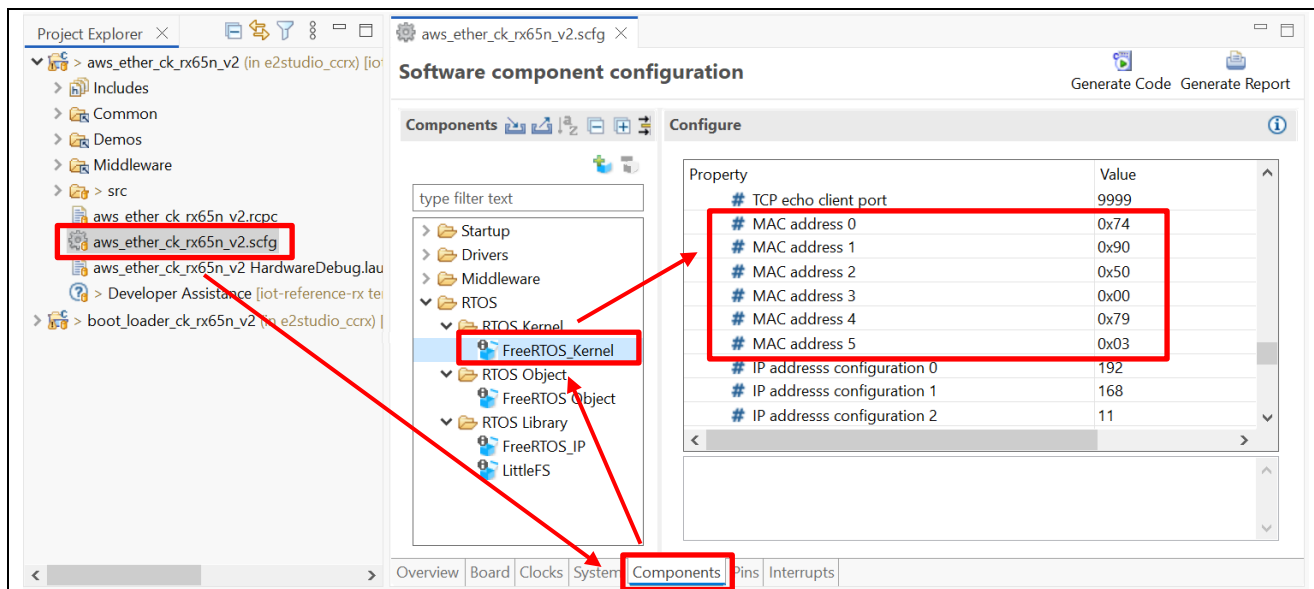 Project Explorer
> aws_ether_ck_rx65n_v2 (in e2studio_ccrx) [io
Includes
Common
Demos
Middleware
> src
aws_ether_ck_rx65n_v2.rcpc
aws_ether_ck_rx65n_v2.scfg
aws_ether_ck_rx65n_v2 HardwareDebug.lau
> Developer Assistance [iot-reference-rx te
> boot_loader_ck_rx65n_v2 (in e2studio_ccrx) [
aws_ether_ck_rx65n_v2.scfg
Software component configuration
Generate Code Generate Report
Components
type filter text
Startup
Drivers
Middleware
RTOS
RTOS Kernel
FreeRTOS_Kernel
RTOS Object
FreeRTOS_Object
RTOS Library
FreeRTOS_IP
LittleFS
Configure
Property Value
# TCP echo client port 9999
# MAC address 0 0x74
# MAC address 1 0x90
# MAC address 2 0x50
# MAC address 3 0x00
# MAC address 4 0x79
# MAC address 5 0x03
# IP addresss configuration 0 192
# IP addresss configuration 1 168
# IP addresss configuration 2 11
Overview Board Clocks System Components Pins Interrupts